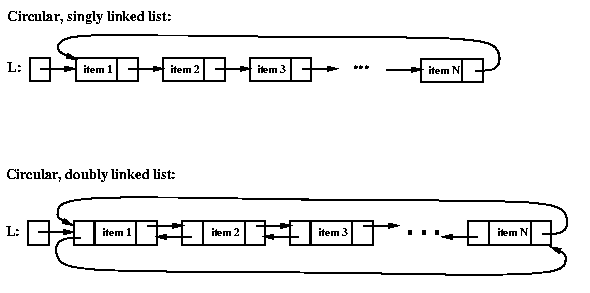 Circular, singly linked list:
L: item 1 item 2 item 3 ... item N
Circular, doubly linked list:
L: item 1 item 2 item 3 ... item N